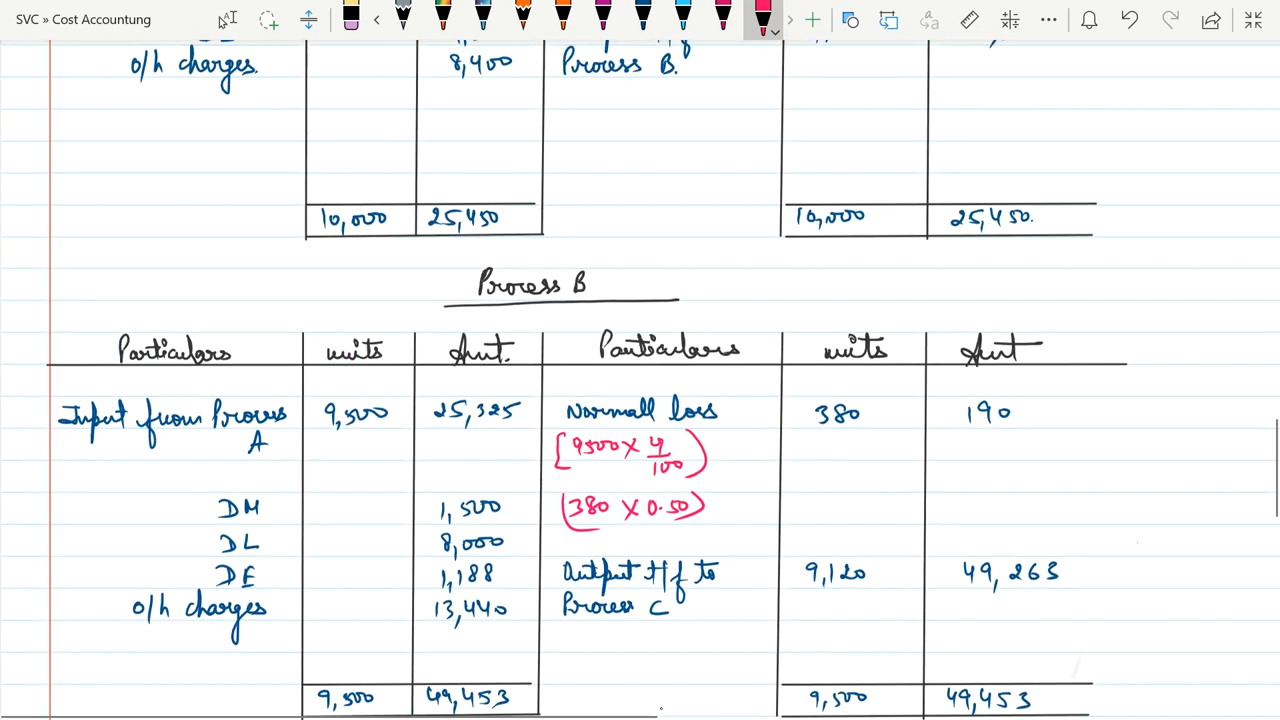 SVC » Cost Accountung
o/h charges. 8,400 Process B.
10,000 25,450 10,000 25,450.
Process B
Particulars units Amt. Particulars units Amt
Input from Process 9,500 25,325 Normall loss 380 190
A [9500 × 4/100)
DM 1,500 (380 × 0.50)
DL 8,000
DE 1,188 Output t/f to 9,120 49,263
o/h charges 13,440 Process C
9,500 49,453 9,500 49,453